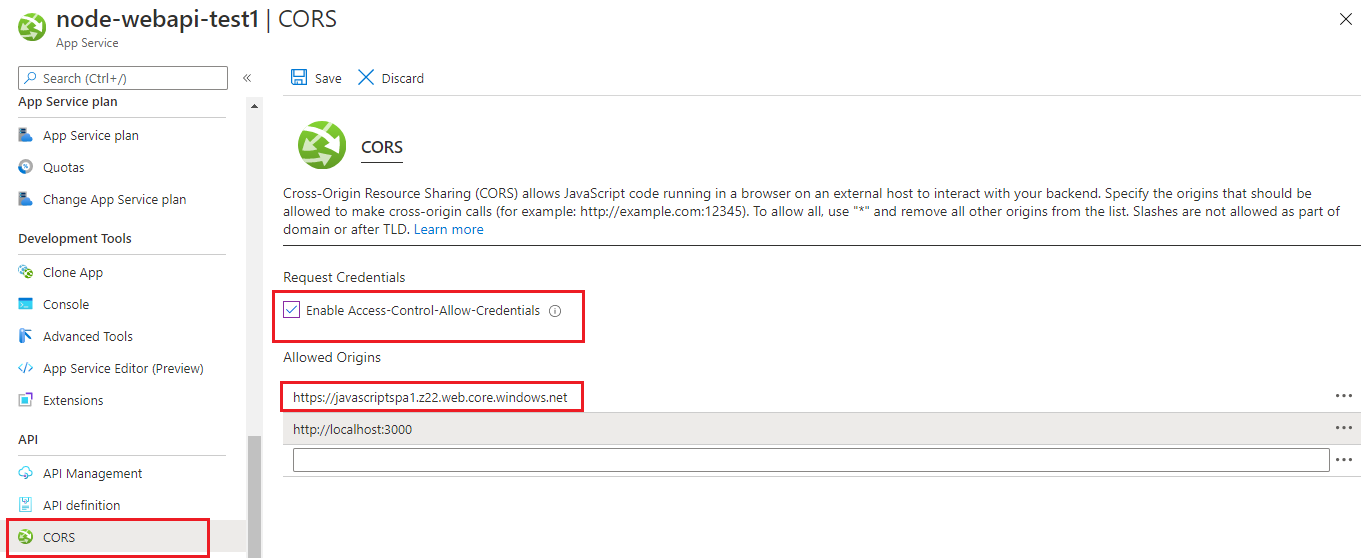 node-webapi-test1 | CORS
App Service
Search (Ctrl+/)
«
App Service plan
App Service plan
Quotas
Change App Service plan
Development Tools
Clone App
Console
Advanced Tools
App Service Editor (Preview)
Extensions
API
API Management
API definition
CORS
Save
Discard
CORS
Cross-Origin Resource Sharing (CORS) allows JavaScript code running in a browser on an external host to interact with your backend. Specify the origins that should be
allowed to make cross-origin calls (for example: http://example.com:12345). To allow all, use "*" and remove all other origins from the list. Slashes are not allowed as part of
domain or after TLD. Learn more
Request Credentials
Enable Access-Control-Allow-Credentials
Allowed Origins
https://javascriptspa1.z22.web.core.windows.net
http://localhost:3000